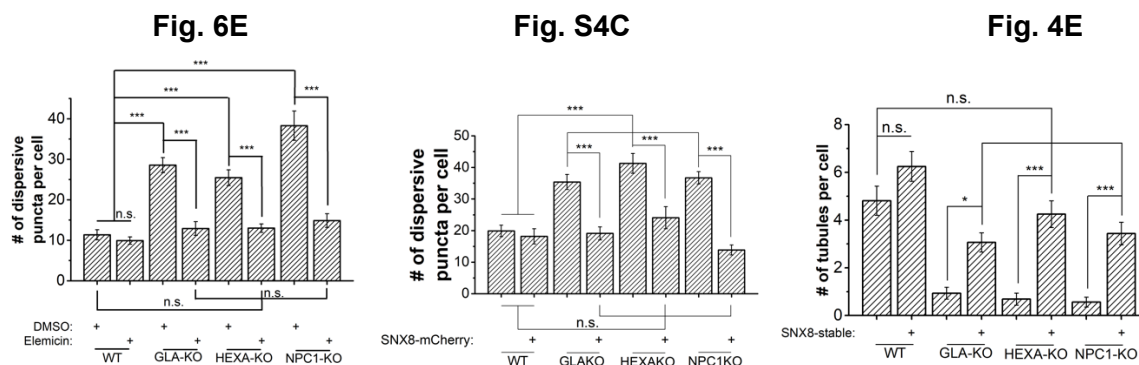 Fig. 6E
***
***
***
***
***
***
n.s.
40
30
20
10
0
# of dispersive
puncta per cell
n.s.
n.s.
DMSO: + + + +
Elemicin: + + + +
WT GLA-KO HEXA-KO NPC1-KO
Fig. S4C
***
***
***
***
50
40
30
20
10
0
# of dispersive
puncta per cell
n.s.
SNX8-mCherry: + + + +
WT GLAKO HEXAKO NPC1KO
Fig. 4E
n.s.
n.s.
*
***
***
8
6
4
2
0
# of tubules per cell
SNX8-stable: + + + +
WT GLA-KO HEXA-KO NPC1-KO